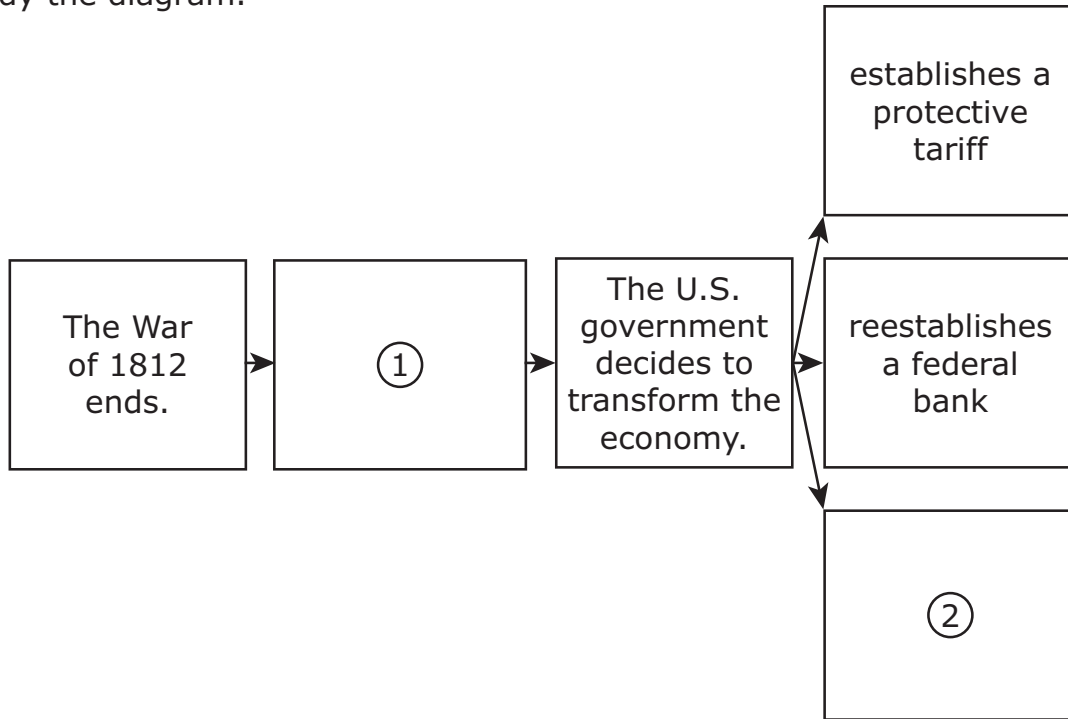 the diagram.
establishes a
protective
tariff
The War
of 1812
ends.
1
The U.S.
government
decides to
transform the
economy.
reestablishes
a federal
bank
2